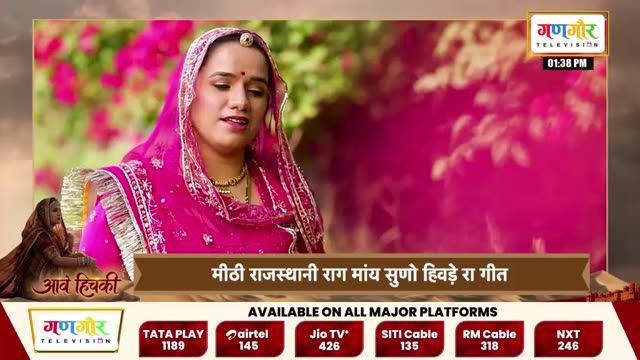 गणगौर
TELEVISION
01:38 PM
आवे हिचकी
मीठी राजस्थानी राग मांय सुणो हिवड़े रा गीत
गणगौर
TELEVISION
AVAILABLE ON ALL MAJOR PLATFORMS
TATA PLAY
1189
airtel
145
Jio TV+
426
SITI Cable
135
RM Cable
318
NXT
246